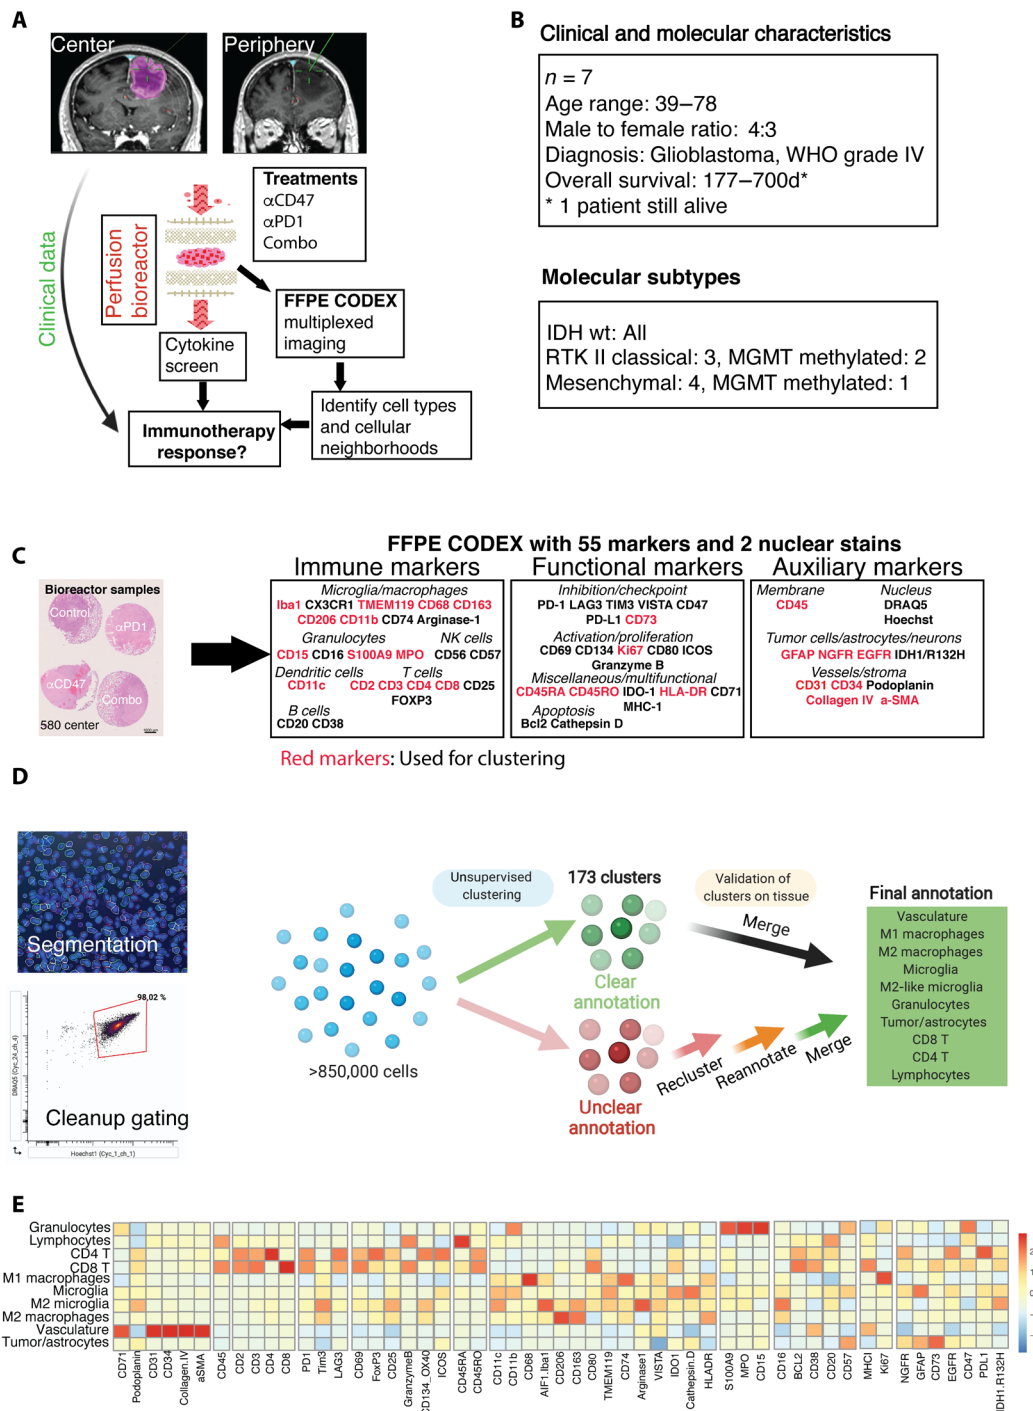 A
Center
Periphery
Treatments
αCD47
αPD1
Combo
Clinical data
Perfusion
bioreactor
FFPE CODEX
multiplexed
imaging
Cytokine
screen
Identify cell types
and cellular
neighborhoods
Immunotherapy
response?
B
Clinical and molecular characteristics
n = 7
Age range: 39–78
Male to female ratio: 4:3
Diagnosis: Glioblastoma, WHO grade IV
Overall survival: 177–700d*
* 1 patient still alive
Molecular subtypes
IDH wt: All
RTK II classical: 3, MGMT methylated: 2
Mesenchymal: 4, MGMT methylated: 1
C
FFPE CODEX with 55 markers and 2 nuclear stains
Bioreactor samples
Control
αPD1
αCD47
Combo
580 center
Immune markers
Microglia/macrophages
Iba1 CX3CR1 TMEM119 CD68 CD163
CD206 CD11b CD74 Arginase-1
Granulocytes NK cells
CD15 CD16 S100A9 MPO CD56 CD57
Dendritic cells T cells
CD11c CD2 CD3 CD4 CD8 CD25
FOXP3
B cells
CD20 CD38
Functional markers
Inhibition/checkpoint
PD-1 LAG3 TIM3 VISTA CD47
PD-L1 CD73
Activation/proliferation
CD69 CD134 Ki67 CD80 ICOS
Granzyme B
Miscellaneous/multifunctional
CD45RA CD45RO IDO-1 HLA-DR CD71
MHC-1
Apoptosis
Bcl2 Cathepsin D
Auxiliary markers
Membrane Nucleus
CD45 DRAQ5
Hoechst
Tumor cells/astrocytes/neurons
GFAP NGFR EGFR IDH1/R132H
Vessels/stroma
CD31 CD34 Podoplanin
Collagen IV a-SMA
Red markers: Used for clustering
D
Segmentation
98,02 %
DRAQ5 (Cyc_24_ch_4)
Cleanup gating
Hoechst1 (Cyc_1_ch_1)
>850,000 cells
Unsupervised
clustering
173 clusters
Clear
annotation
Unclear
annotation
Validation of
clusters on tissue
Merge
Recluster
Reannotate
Merge
Final annotation
Vasculature
M1 macrophages
M2 macrophages
Microglia
M2-like microglia
Granulocytes
Tumor/astrocytes
CD8 T
CD4 T
Lymphocytes
E
Granulocytes
Lymphocytes
CD4 T
CD8 T
M1 macrophages
Microglia
M2 microglia
M2 macrophages
Vasculature
Tumor/astrocytes
CD71
Podoplanin
CD31
CD34
Collagen.IV
aSMA
CD45
CD2
CD3
CD4
CD8
PD1
Tim3
LAG3
CD69
FoxP3
CD25
GranzymeB
CD134_OX40
ICOS
CD45RA
CD45RO
CD11c
CD11b
CD68
AIF1.Iba1
CD206
CD163
CD80
TMEM119
CD74
Arginase1
VISTA
IDO1
Cathepsin.D
HLADR
S100A9
MPO
CD15
CD16
BCL2
CD38
CD20
CD57
MHCI
Ki67
NGFR
GFAP
CD73
EGFR
CD47
PDL1
IDH1.R132H